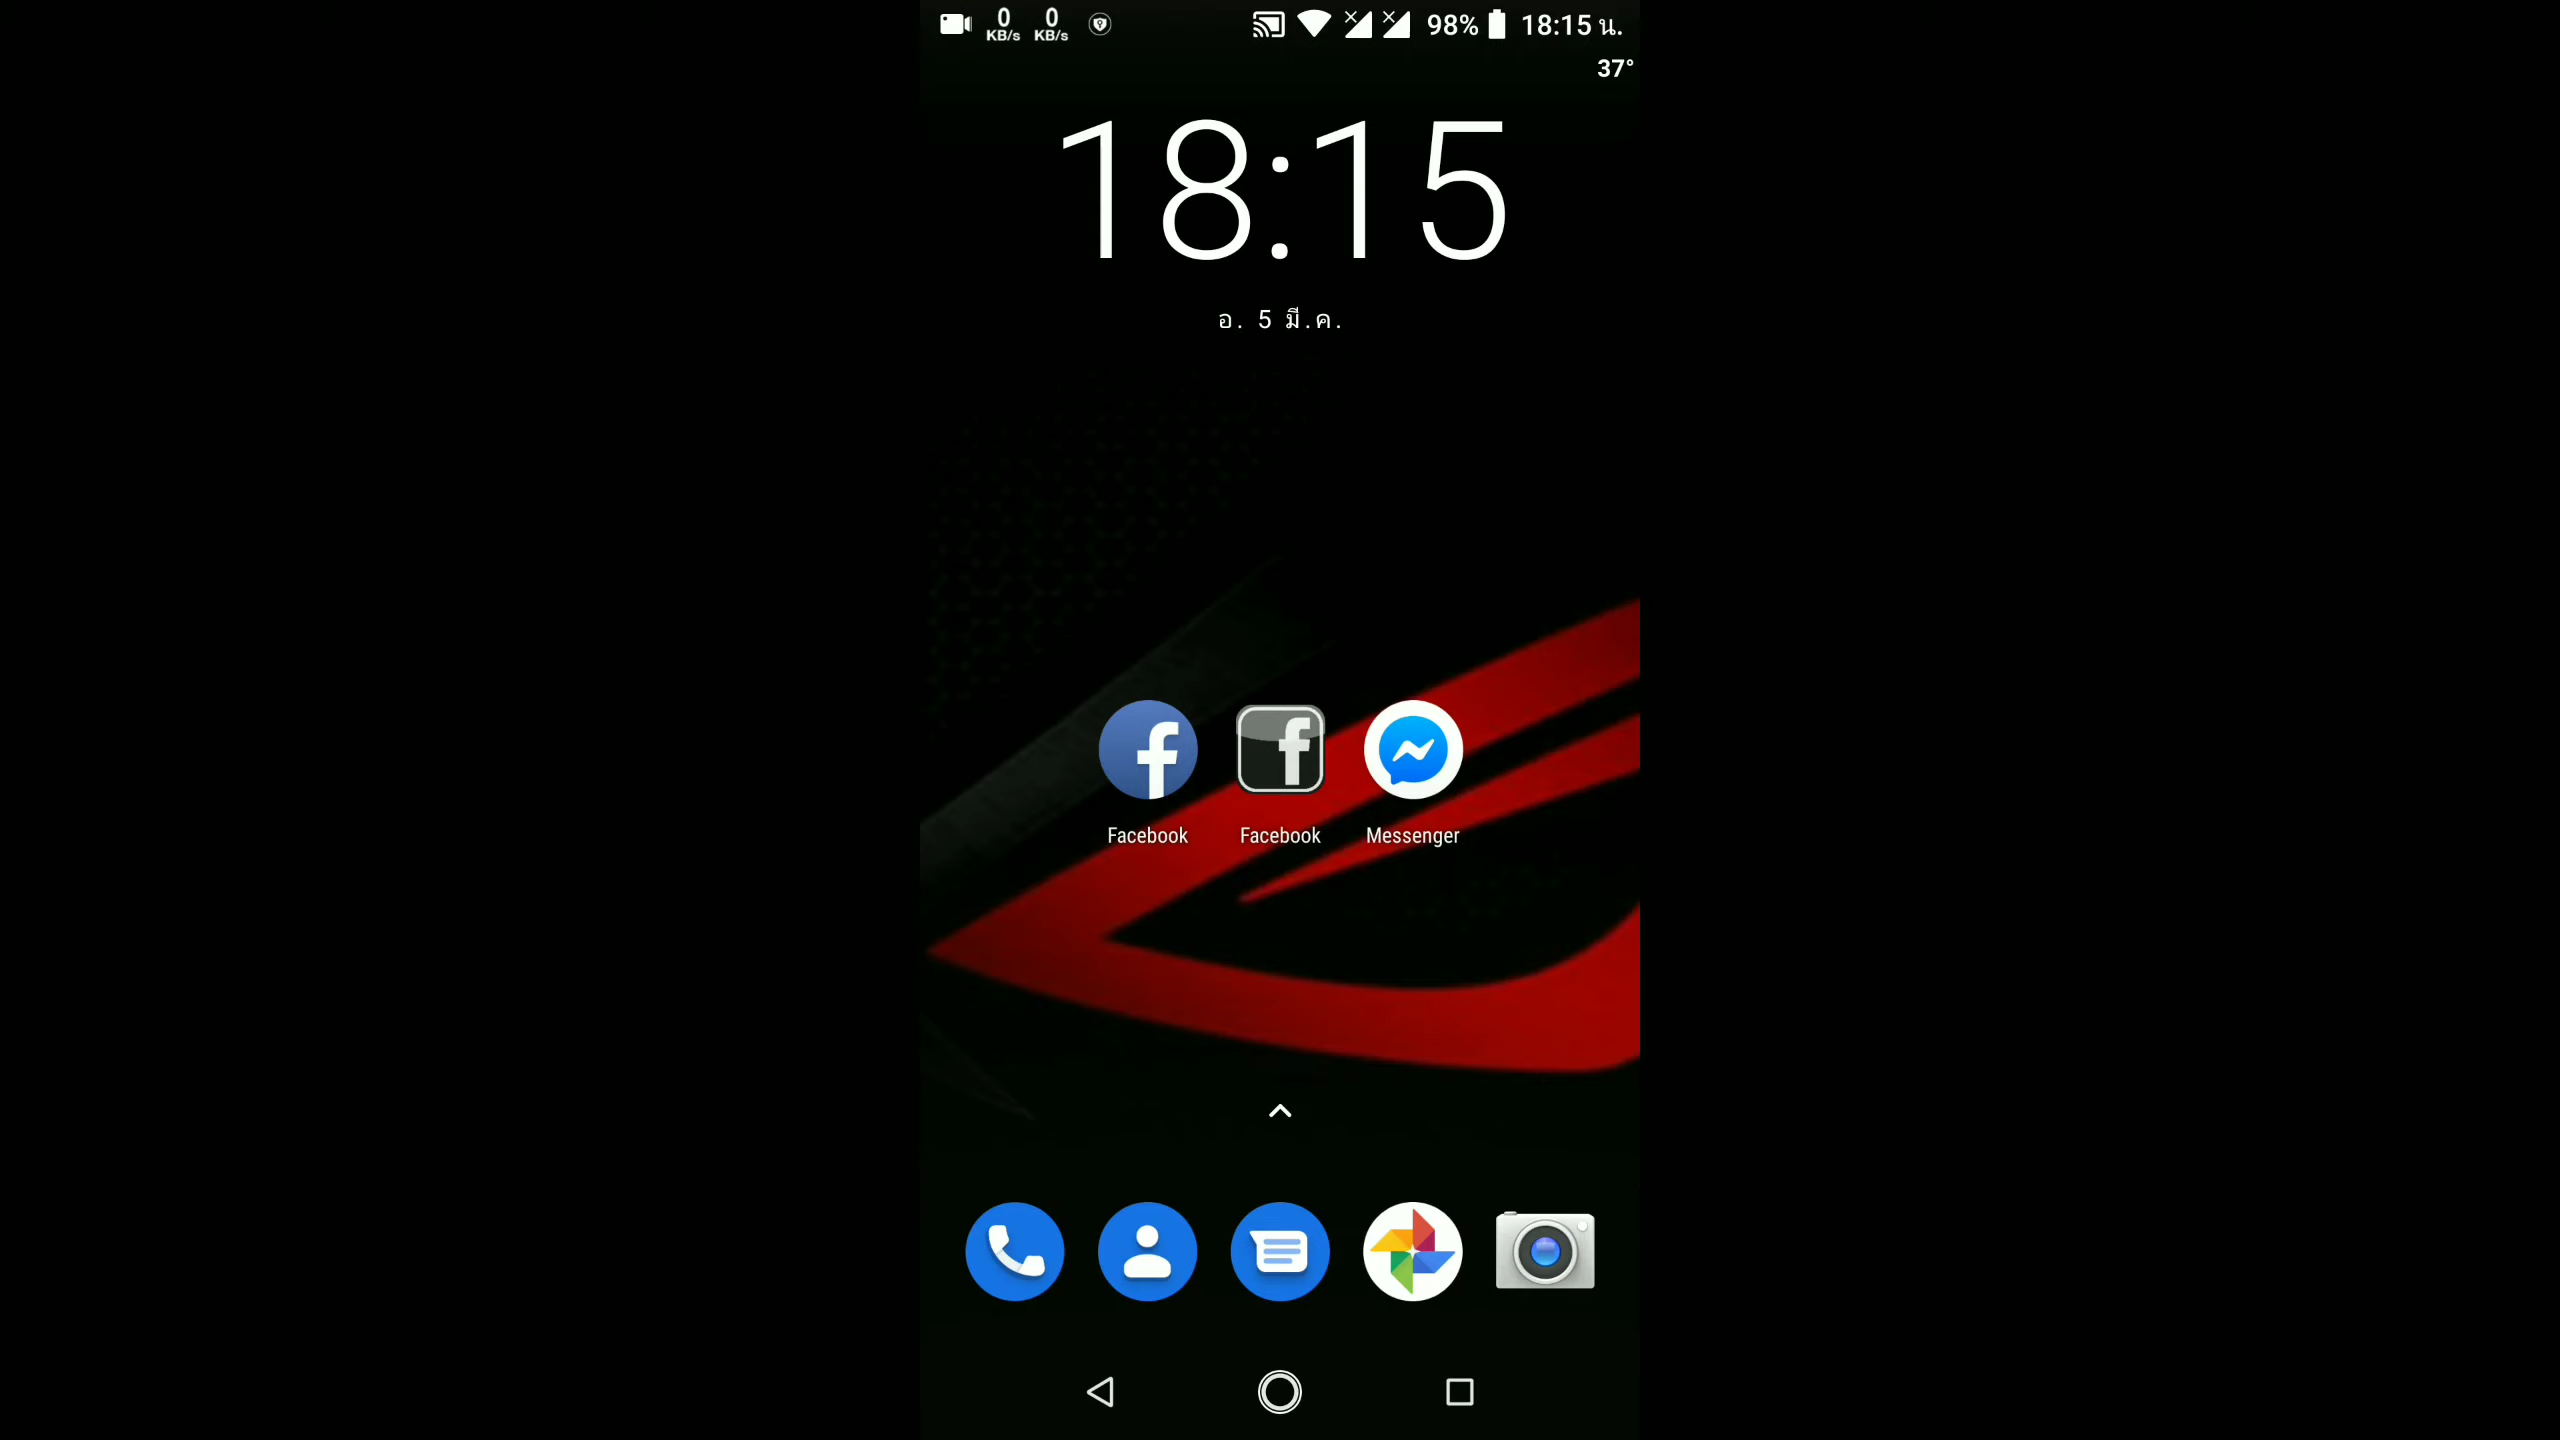 0 KB/s 0 KB/s 98% 18:15 น.
37°
18:15
อ. 5 มี.ค.
Facebook Facebook Messenger